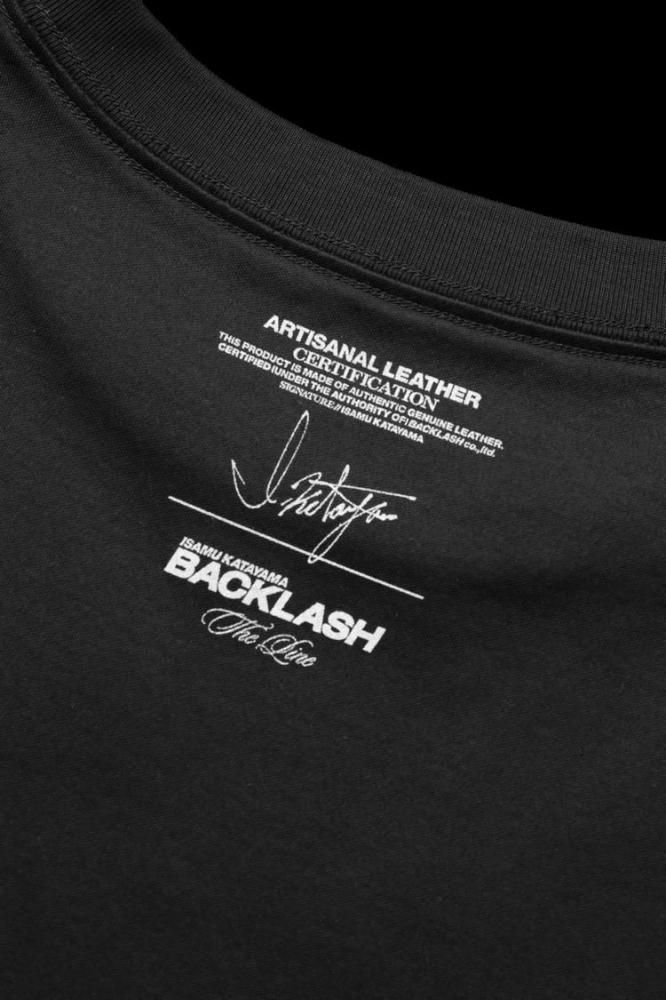 ARTISANAL LEATHER
CERTIFICATION
THIS PRODUCT IS MADE OF AUTHENTIC GENUINE LEATHER.
CERTIFIED UNDER THE AUTHORITY OF//BACKLASH co.,ltd.
SIGNATURE//ISAMU KATAYAMA
I. Katayama
ISAMU KATAYAMA
BACKLASH
The Line